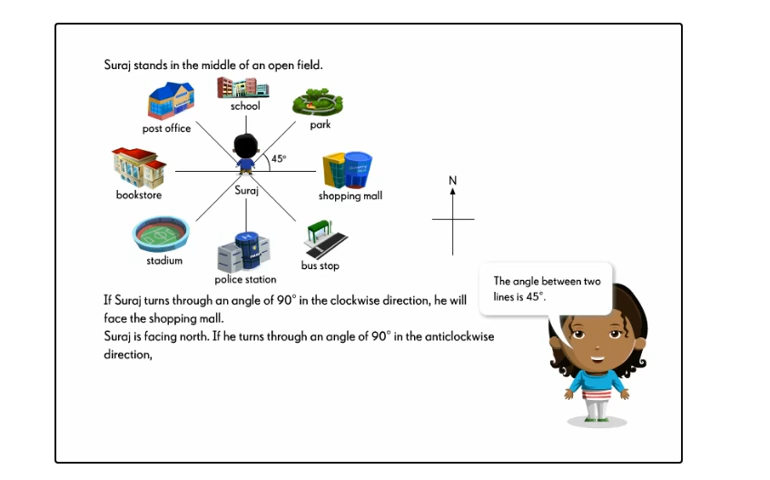 Suraj stands in the middle of an open field.
school
post office
park
45°
bookstore
Suraj
shopping mall
N
stadium
police station
bus stop
The angle between two
lines is 45°.
If Suraj turns through an angle of 90° in the clockwise direction, he will
face the shopping mall.
Suraj is facing north. If he turns through an angle of 90° in the anticlockwise
direction,